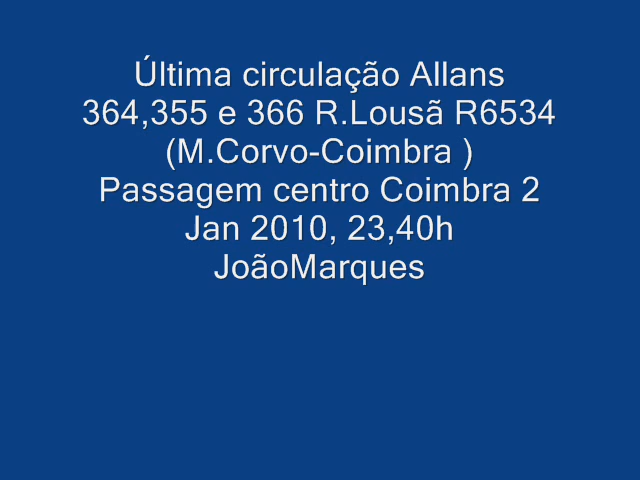 Última circulação Allans
364,355 e 366 R.Lousã R6534
(M.Corvo-Coimbra )
Passagem centro Coimbra 2
Jan 2010, 23,40h
JoãoMarques